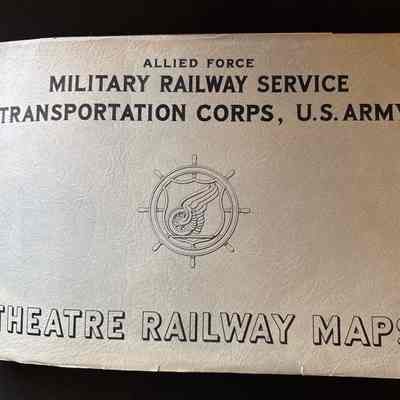 ALLIED FORCE
MILITARY RAILWAY SERVICE
TRANSPORTATION CORPS, U.S. ARMY
THEATRE RAILWAY MAPS